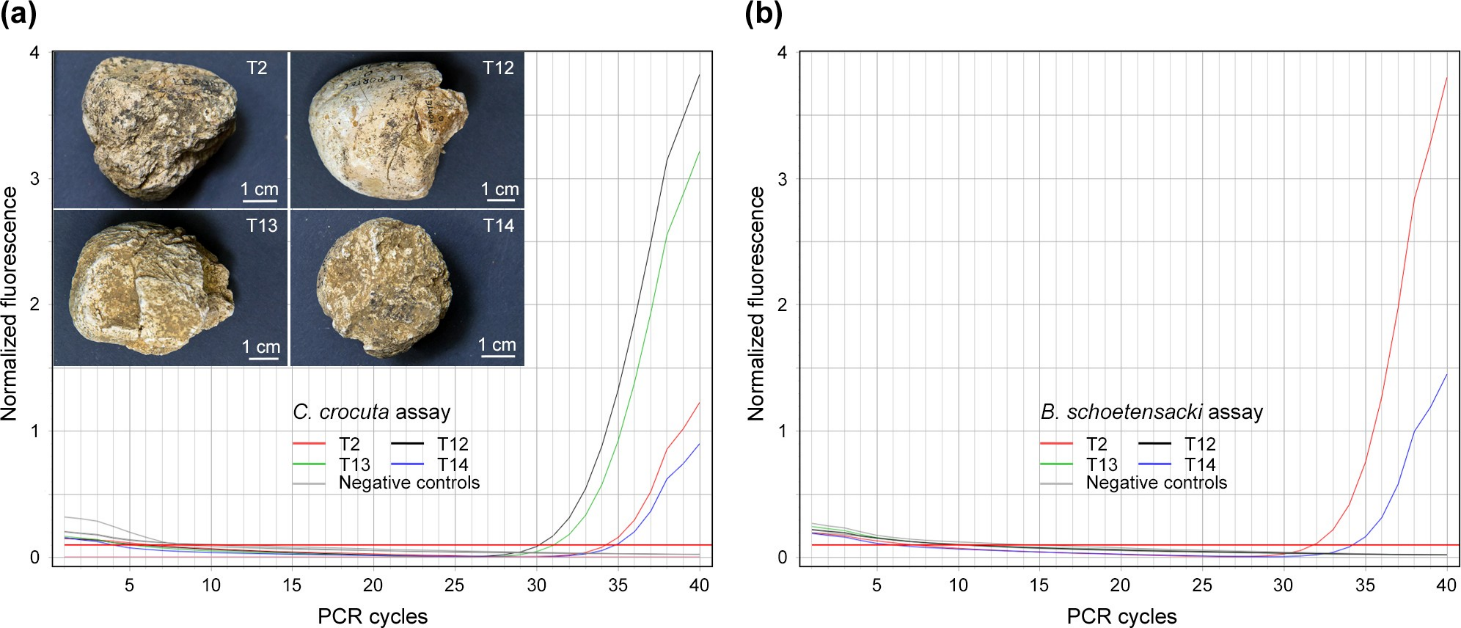 (a)
(b)
4
3
2
1
0
Normalized fluorescence
T2
1 cm
T12
1 cm
T13
1 cm
T14
1 cm
C. crocuta assay
T2 T12
T13 T14
Negative controls
5 10 15 20 25 30 35 40
PCR cycles
4
3
2
1
0
Normalized fluorescence
B. schoetensacki assay
T2 T12
T13 T14
Negative controls
5 10 15 20 25 30 35 40
PCR cycles